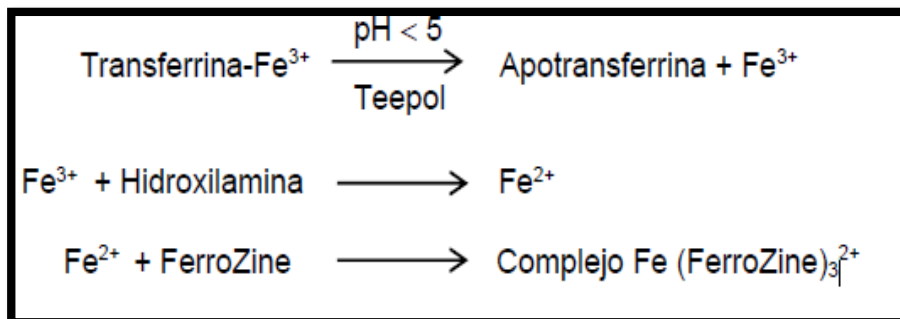 pH < 5
Transferrina-Fe³⁺ ⟶ Apotransferrina + Fe³⁺
Teepol
Fe³⁺ + Hidroxilamina ⟶ Fe²⁺
Fe²⁺ + FerroZine ⟶ Complejo Fe (FerroZine)₃²⁺